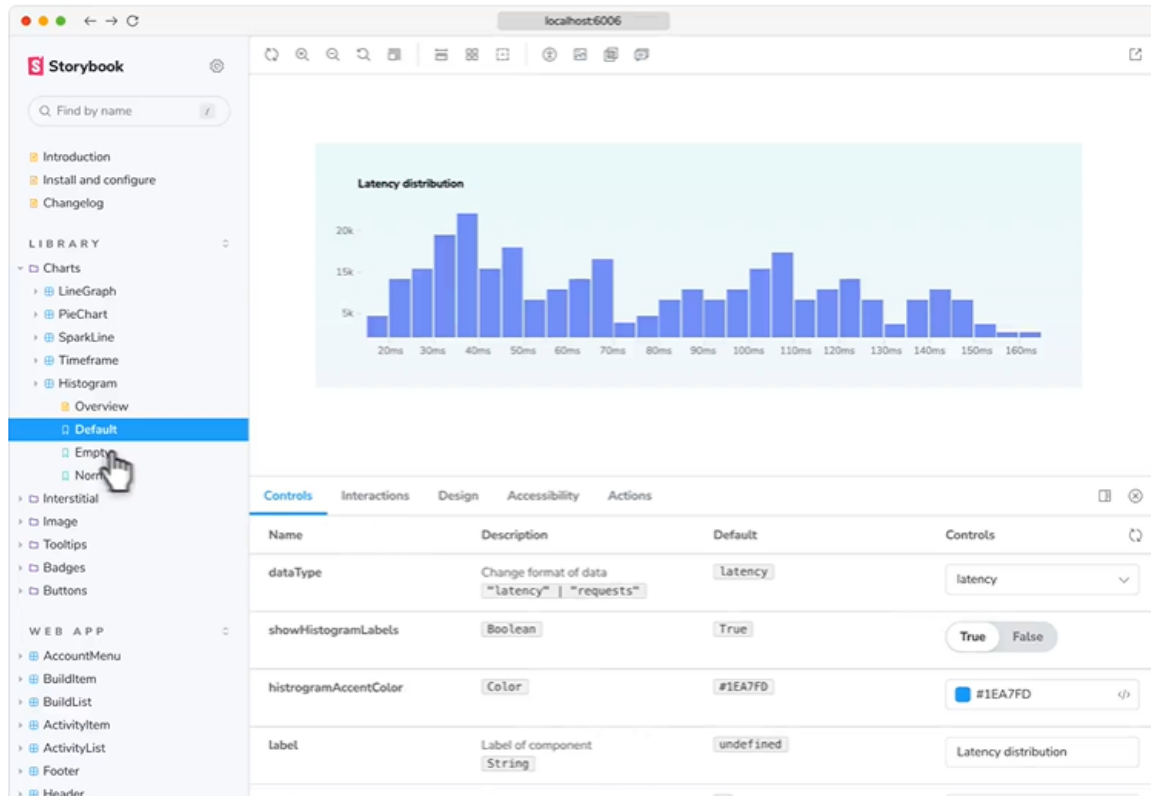 localhost:6006
Storybook
Find by name /
Introduction
Install and configure
Changelog
LIBRARY
Charts
LineGraph
PieChart
SparkLine
Timeframe
Histogram
Overview
Default
Empty
Interstitial
Image
Tooltips
Badges
Buttons
WEB APP
AccountMenu
BuildItem
BuildList
ActivityItem
ActivityList
Footer
Header
Latency distribution
20k
15k
5k
20ms 30ms 40ms 50ms 60ms 70ms 80ms 90ms 100ms 110ms 120ms 130ms 140ms 150ms 160ms
Controls Interactions Design Accessibility Actions
Name Description Default Controls
dataType Change format of data latency latency
"latency" | "requests"
showHistogramLabels Boolean True True False
histrogramAccentColor Color #1EA7FD #1EA7FD </>
label Label of component undefined Latency distribution
String